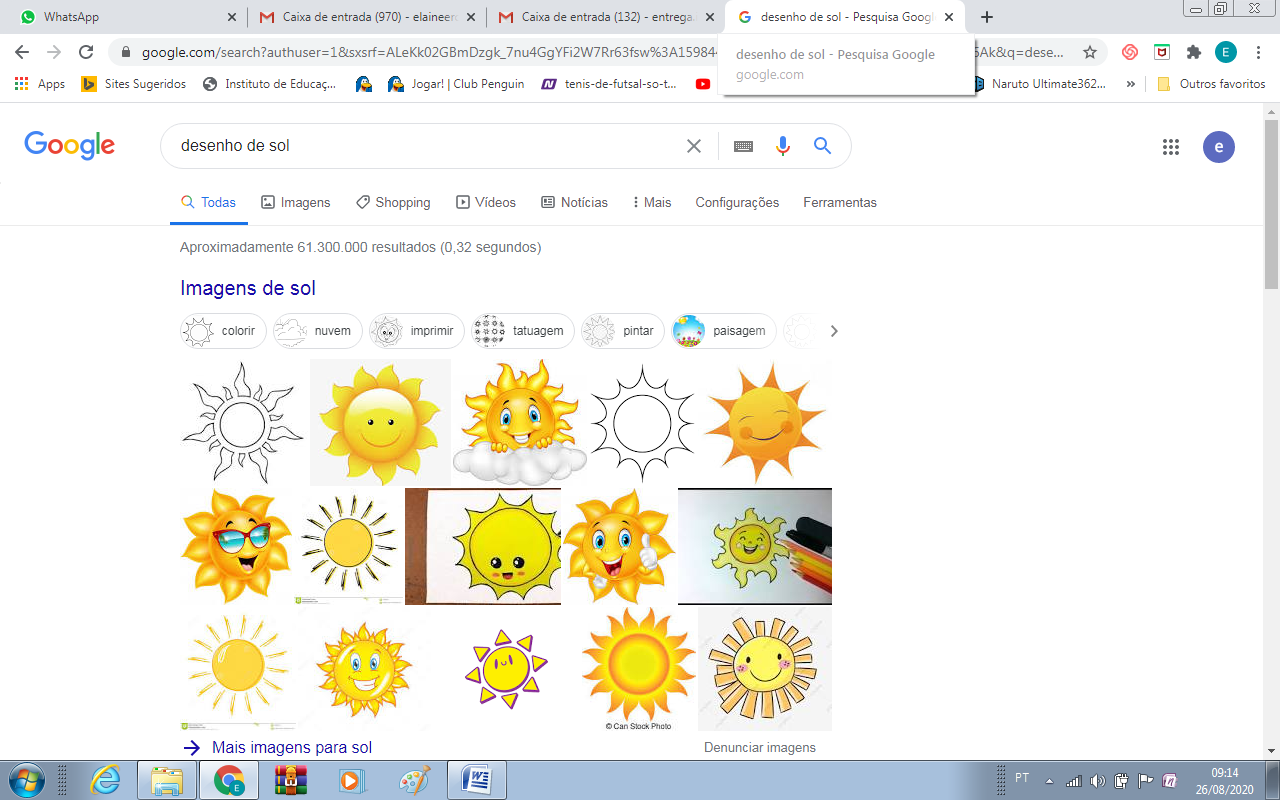 WhatsApp
Caixa de entrada (970) - elaineer
Caixa de entrada (132) - entrega.
desenho de sol - Pesquisa Googl
google.com/search?authuser=1&sxsrf=ALeKk02GBmDzgk_7nu4GgYFi2W7Rr63fsw%3A15984
6Ak&q=dese...
E
desenho de sol - Pesquisa Google
google.com
Apps
Sites Sugeridos
Instituto de Educaç...
Jogar! | Club Penguin
tenis-de-futsal-so-t...
Naruto Ultimate362...
»
Outros favoritos
Google
desenho de sol
e
Todas
Imagens
Shopping
Vídeos
Notícias
Mais
Configurações
Ferramentas
Aproximadamente 61.300.000 resultados (0,32 segundos)
Imagens de sol
colorir
nuvem
imprimir
tatuagem
pintar
paisagem
© Can Stock Photo
Mais imagens para sol
Denunciar imagens
E
PT
09:14
26/08/2020